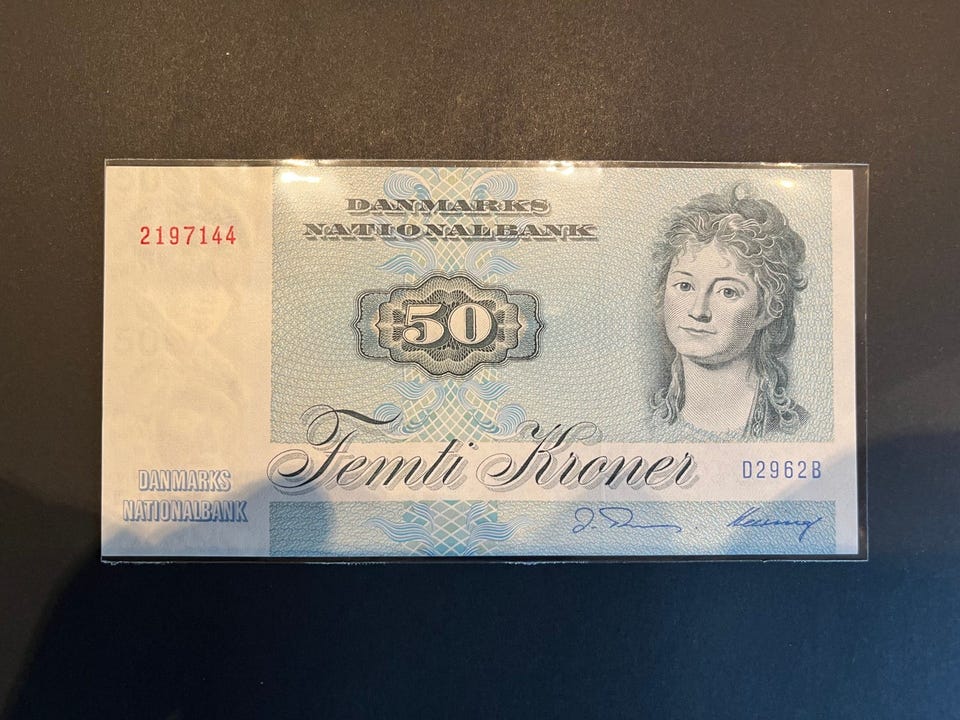 DANMARKS
NATIONALBANK
2197144
50
Femti Kroner
D2962B
DANMARKS
NATIONALBANK